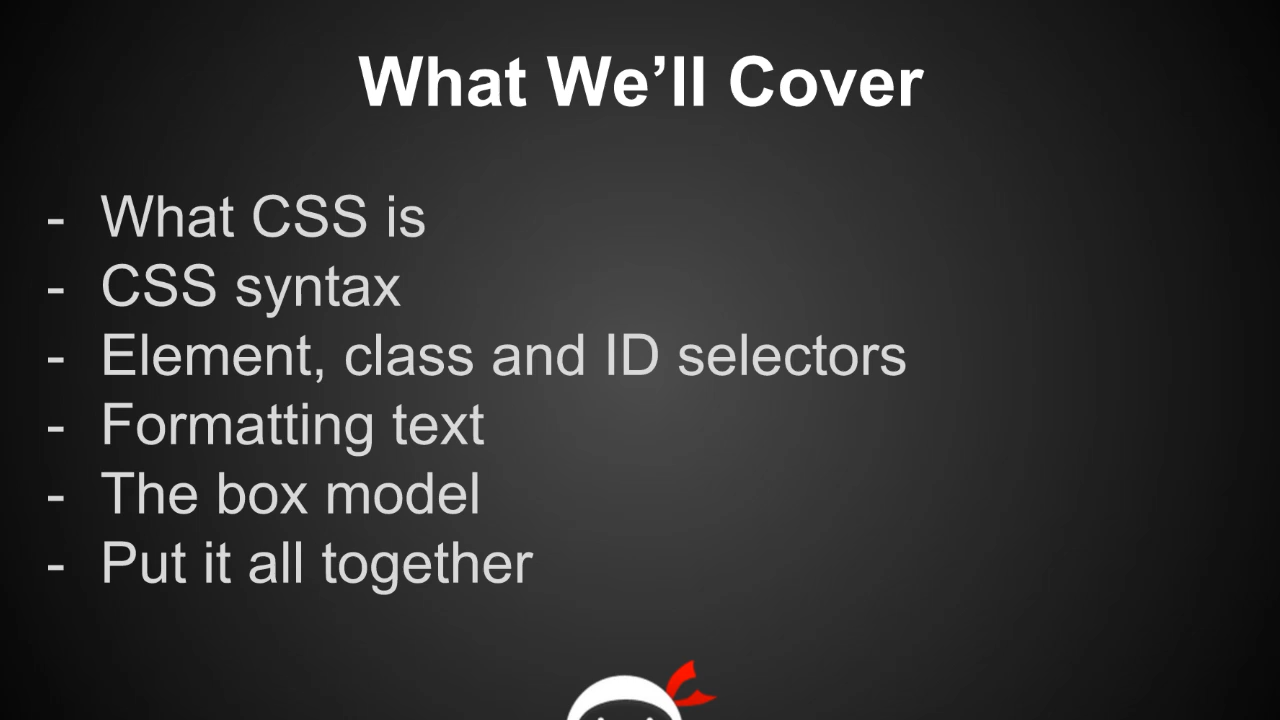 What We’ll Cover
- What CSS is
- CSS syntax
- Element, class and ID selectors
- Formatting text
- The box model
- Put it all together